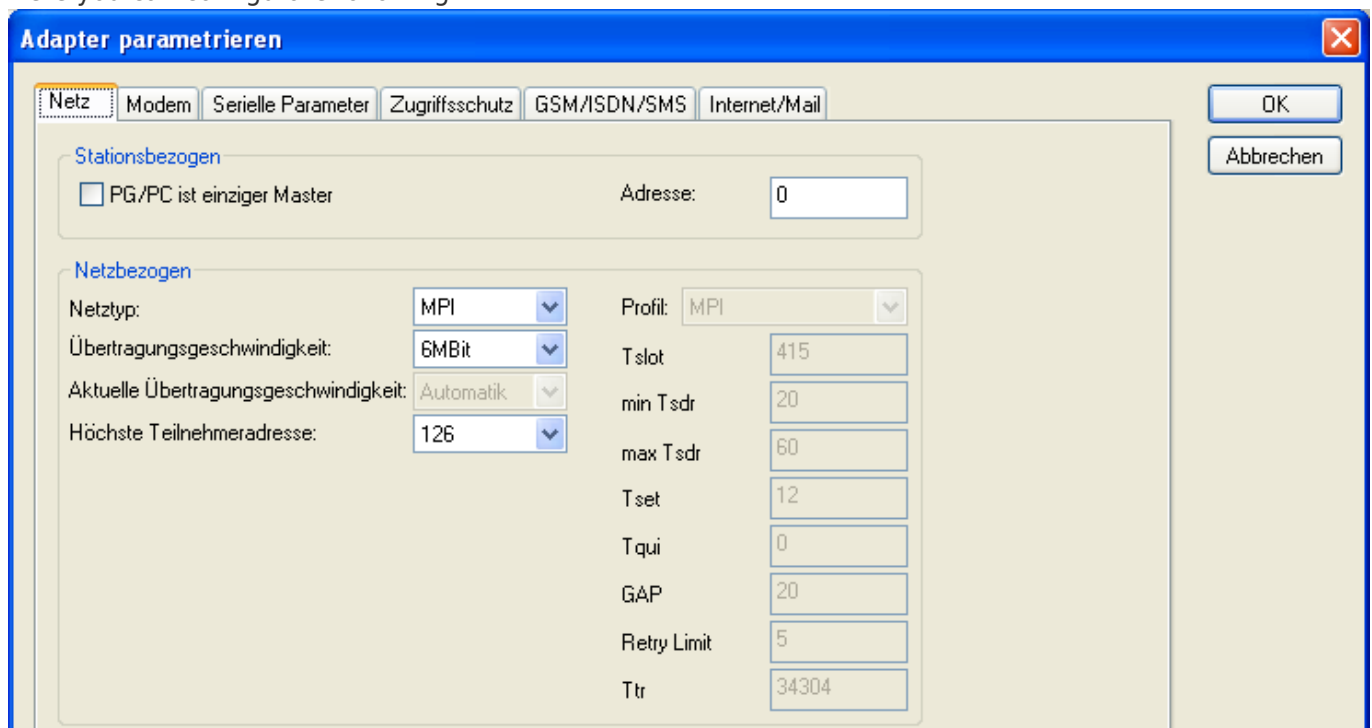 Adapter parametrieren
Netz Modem Serielle Parameter Zugriffsschutz GSM/ISDN/SMS Internet/Mail
OK
Abbrechen
Stationsbezogen
PG/PC ist einziger Master
Adresse: 0
Netzbezogen
Netztyp: MPI
Übertragungsgeschwindigkeit: 6MBit
Aktuelle Übertragungsgeschwindigkeit: Automatik
Höchste Teilnehmeradresse: 126
Profil: MPI
Tslot 415
min Tsdr 20
max Tsdr 60
Tset 12
Tqui 0
GAP 20
Retry Limit 5
Ttr 34304